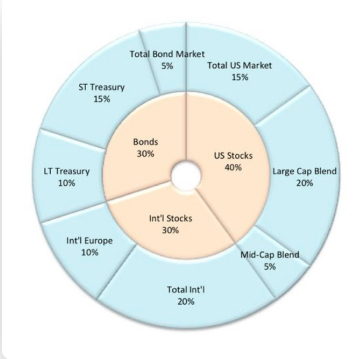 Total Bond Market
5%
Total US Market
15%
ST Treasury
15%
Bonds
30%
US Stocks
40%
LT Treasury
10%
Large Cap Blend
20%
Int'l Stocks
30%
Int'l Europe
10%
Mid-Cap Blend
5%
Total Int'l
20%